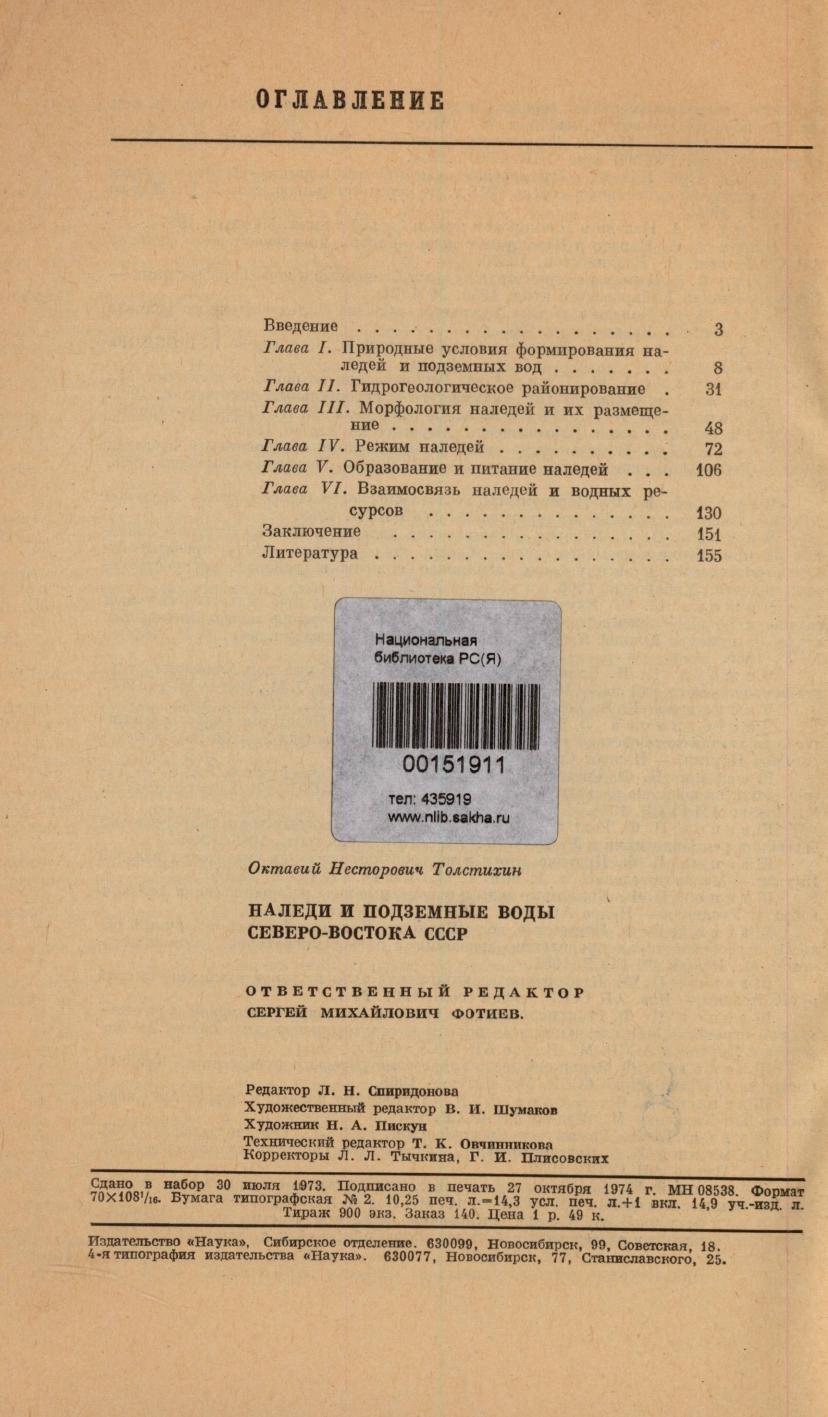 ОГЛАВЛЕНИЕ
Введение . . . . . . . . . . . . . . . . . . 3
Глава I. Природные условия формирования на-
ледей и подземных вод . . . . . . . 8
Глава II. Гидрогеологическое районирование . 31
Глава III. Морфология наледей и их размеще-
ние . . . . . . . . . . . . . . . . 48
Глава IV. Режим наледей . . . . . . . . . . 72
Глава V. Образование и питание наледей . . . 106
Глава VI. Взаимосвязь наледей и водных ре-
сурсов . . . . . . . . . . . . . . 130
Заключение . . . . . . . . . . . . . . . . 151
Литература . . . . . . . . . . . . . . . . . 155
Национальная
библиотека РС(Я)
00151911
тел: 435919
www.nlib.sakha.ru
Октавий Несторович Толстихин
НАЛЕДИ И ПОДЗЕМНЫЕ ВОДЫ
СЕВЕРО-ВОСТОКА СССР
ОТВЕТСТВЕННЫЙ РЕДАКТОР
СЕРГЕЙ МИХАЙЛОВИЧ ФОТИЕВ.
Редактор Л. Н. Спиридонова
Художественный редактор В. И. Шумаков
Художник Н. А. Пискун
Технический редактор Т. К. Овчинникова
Корректоры Л. Л. Тычкина, Г. И. Плисовских
Сдано в набор 30 июля 1973. Подписано в печать 27 октября 1974 г. МН 08538. Формат
70×108¹/₁₆. Бумага типографская № 2. 10,25 печ. л.=14,3 усл. печ. л.+1 вкл. 14,9 уч.-изд. л.
Тираж 900 экз. Заказ 140. Цена 1 р. 49 к.
Издательство «Наука», Сибирское отделение. 630099, Новосибирск, 99, Советская, 18.
4-я типография издательства «Наука». 630077, Новосибирск, 77, Станиславского, 25.